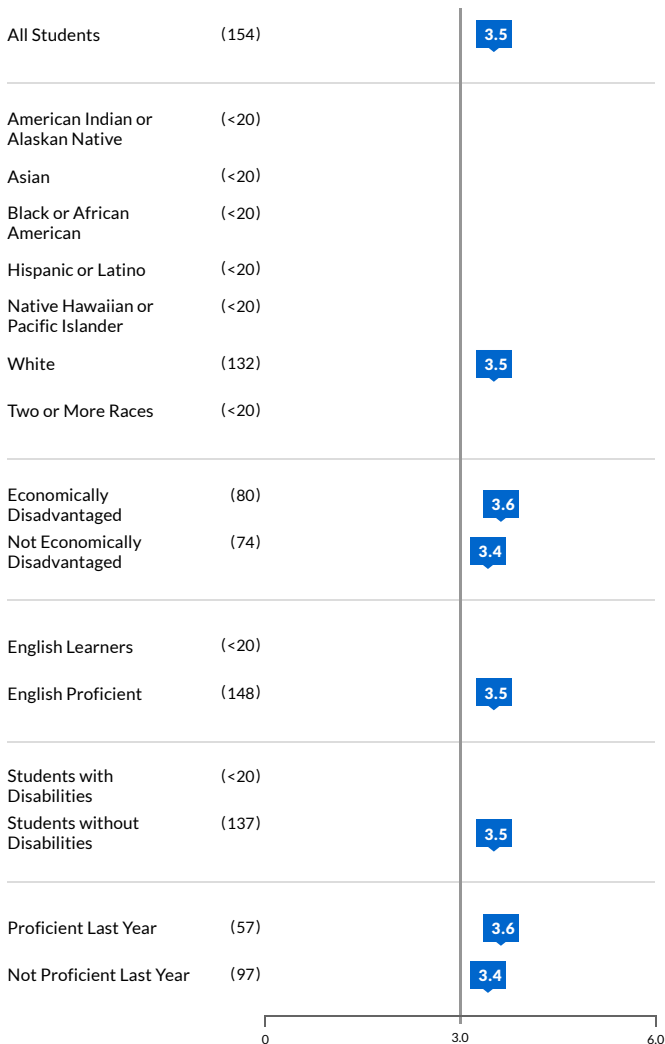 All Students (154) 3.5
American Indian or (<20)
Alaskan Native
Asian (<20)
Black or African (<20)
American
Hispanic or Latino (<20)
Native Hawaiian or (<20)
Pacific Islander
White (132) 3.5
Two or More Races (<20)
Economically (80) 3.6
Disadvantaged
Not Economically (74) 3.4
Disadvantaged
English Learners (<20)
English Proficient (148) 3.5
Students with (<20)
Disabilities
Students without (137) 3.5
Disabilities
Proficient Last Year (57) 3.6
Not Proficient Last Year (97) 3.4
0 3.0 6.0